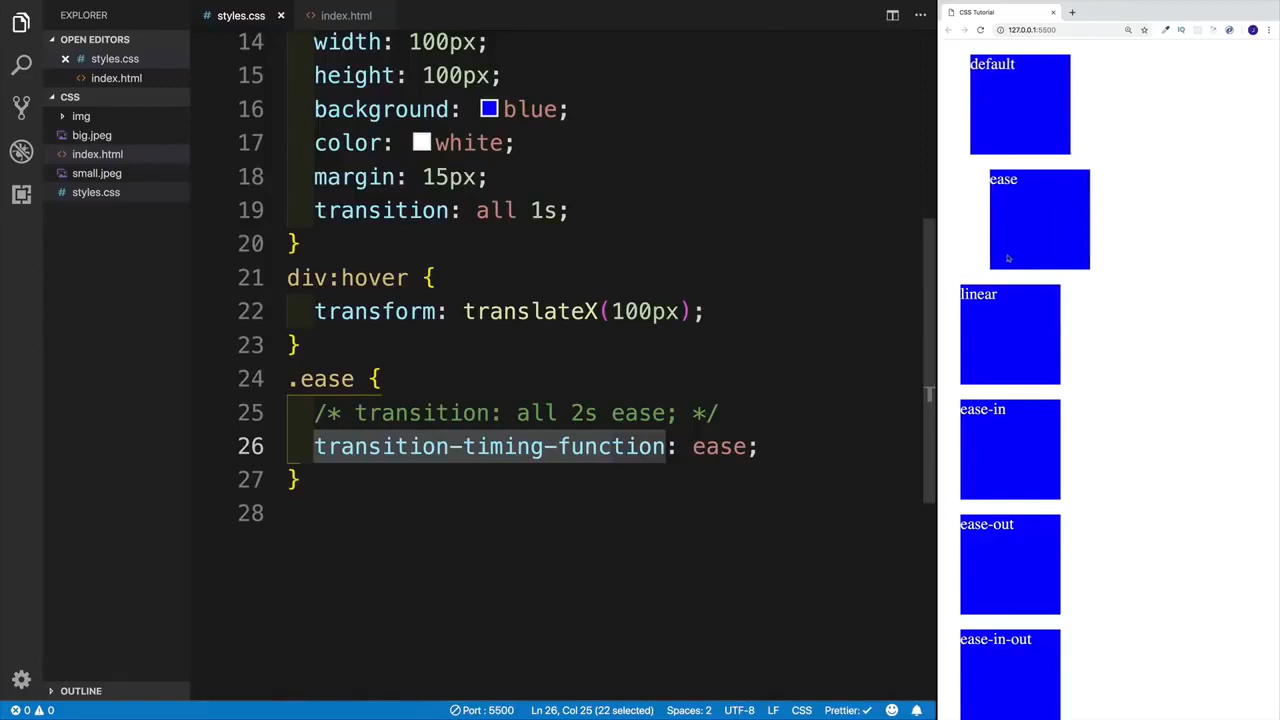 EXPLORER
OPEN EDITORS
styles.css
index.html
CSS
img
big.jpeg
index.html
small.jpeg
styles.css
OUTLINE
styles.css
index.html
14 width: 100px;
15 height: 100px;
16 background: blue;
17 color: white;
18 margin: 15px;
19 transition: all 1s;
20 }
21 div:hover {
22 transform: translateX(100px);
23 }
24 .ease {
25 /* transition: all 2s ease; */
26 transition-timing-function: ease;
27 }
28
0 0
Port : 5500 Ln 26, Col 25 (22 selected) Spaces: 2 UTF-8 LF CSS Prettier: ✓
CSS Tutorial
127.0.0.1:5500
default
ease
linear
ease-in
ease-out
ease-in-out